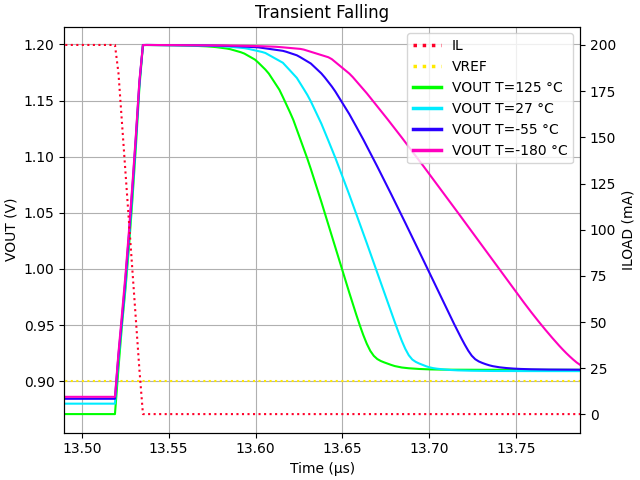 Transient Falling
VOUT (V)
1.20
1.15
1.10
1.05
1.00
0.95
0.90
IL
VREF
VOUT T=125 °C
VOUT T=27 °C
VOUT T=-55 °C
VOUT T=-180 °C
200
175
150
125
100
75
50
25
0
ILOAD (mA)
13.50 13.55 13.60 13.65 13.70 13.75
Time (μs)